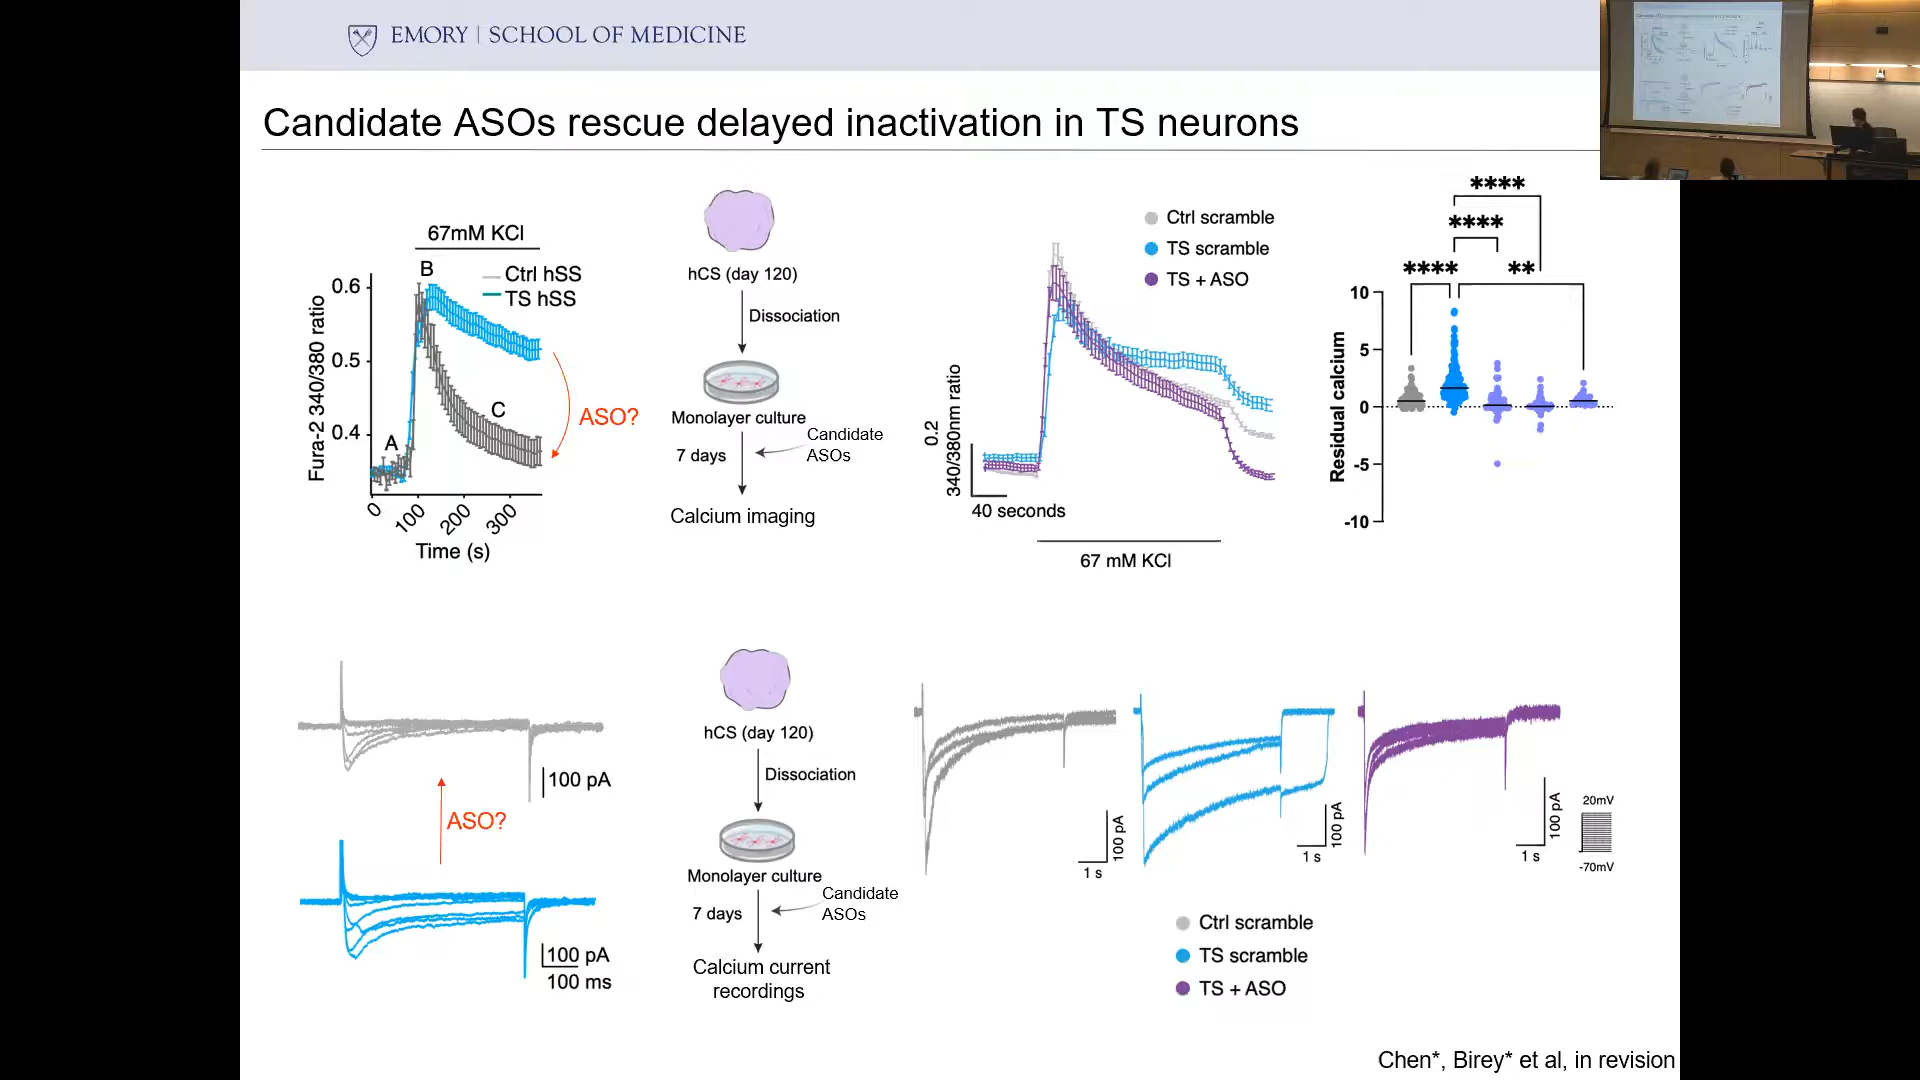 EMORY | SCHOOL OF MEDICINE
Candidate ASOs rescue delayed inactivation in TS neurons
67mM KCl
Ctrl hSS
TS hSS
A
B
C
Fura-2 340/380 ratio
0.6
0.5
0.4
0
100
200
300
Time (s)
ASO?
hCS (day 120)
Dissociation
Monolayer culture
7 days
Candidate
ASOs
Calcium imaging
Ctrl scramble
TS scramble
TS + ASO
0.2
340/380nm ratio
40 seconds
67 mM KCl
****
****
****
**
Residual calcium
10
5
0
-5
-10
100 pA
ASO?
100 pA
100 ms
hCS (day 120)
Dissociation
Monolayer culture
7 days
Candidate
ASOs
Calcium current
recordings
100 pA
1 s
100 pA
1 s
100 pA
1 s
20mV
-70mV
Ctrl scramble
TS scramble
TS + ASO
Chen*, Birey* et al, in revision